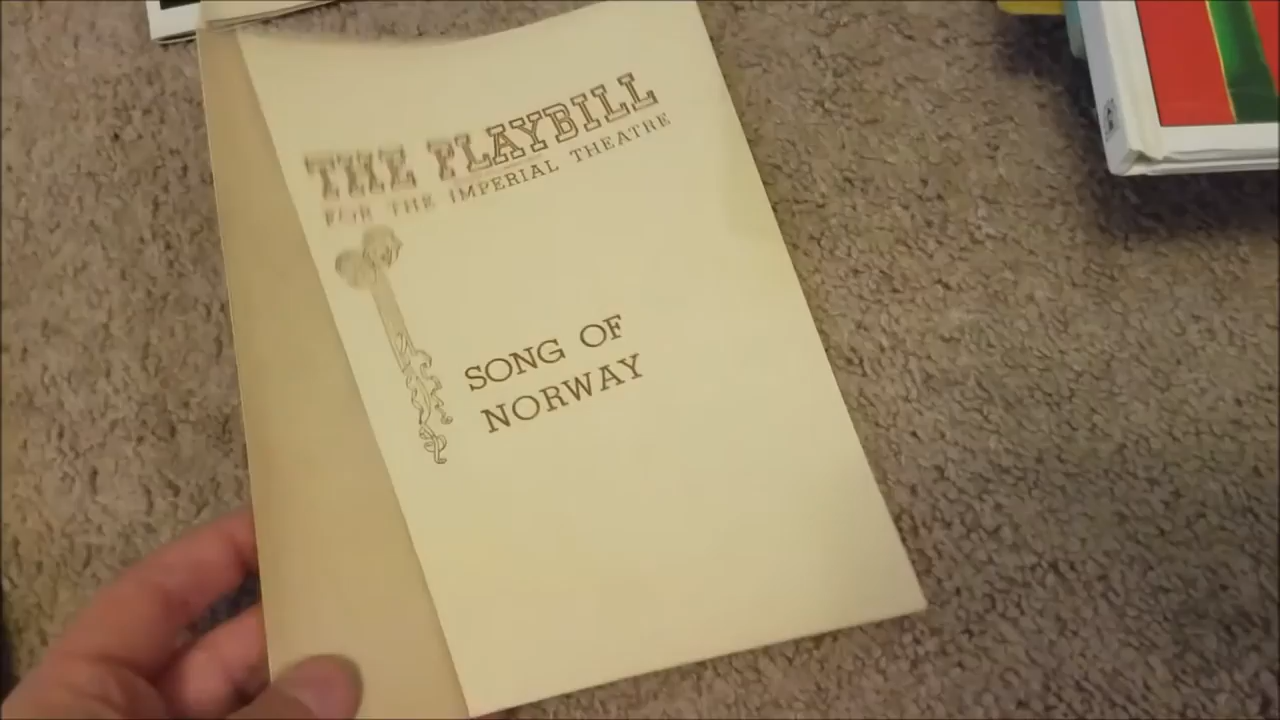 THE PLAYBILL
FOR THE IMPERIAL THEATRE
SONG OF
NORWAY